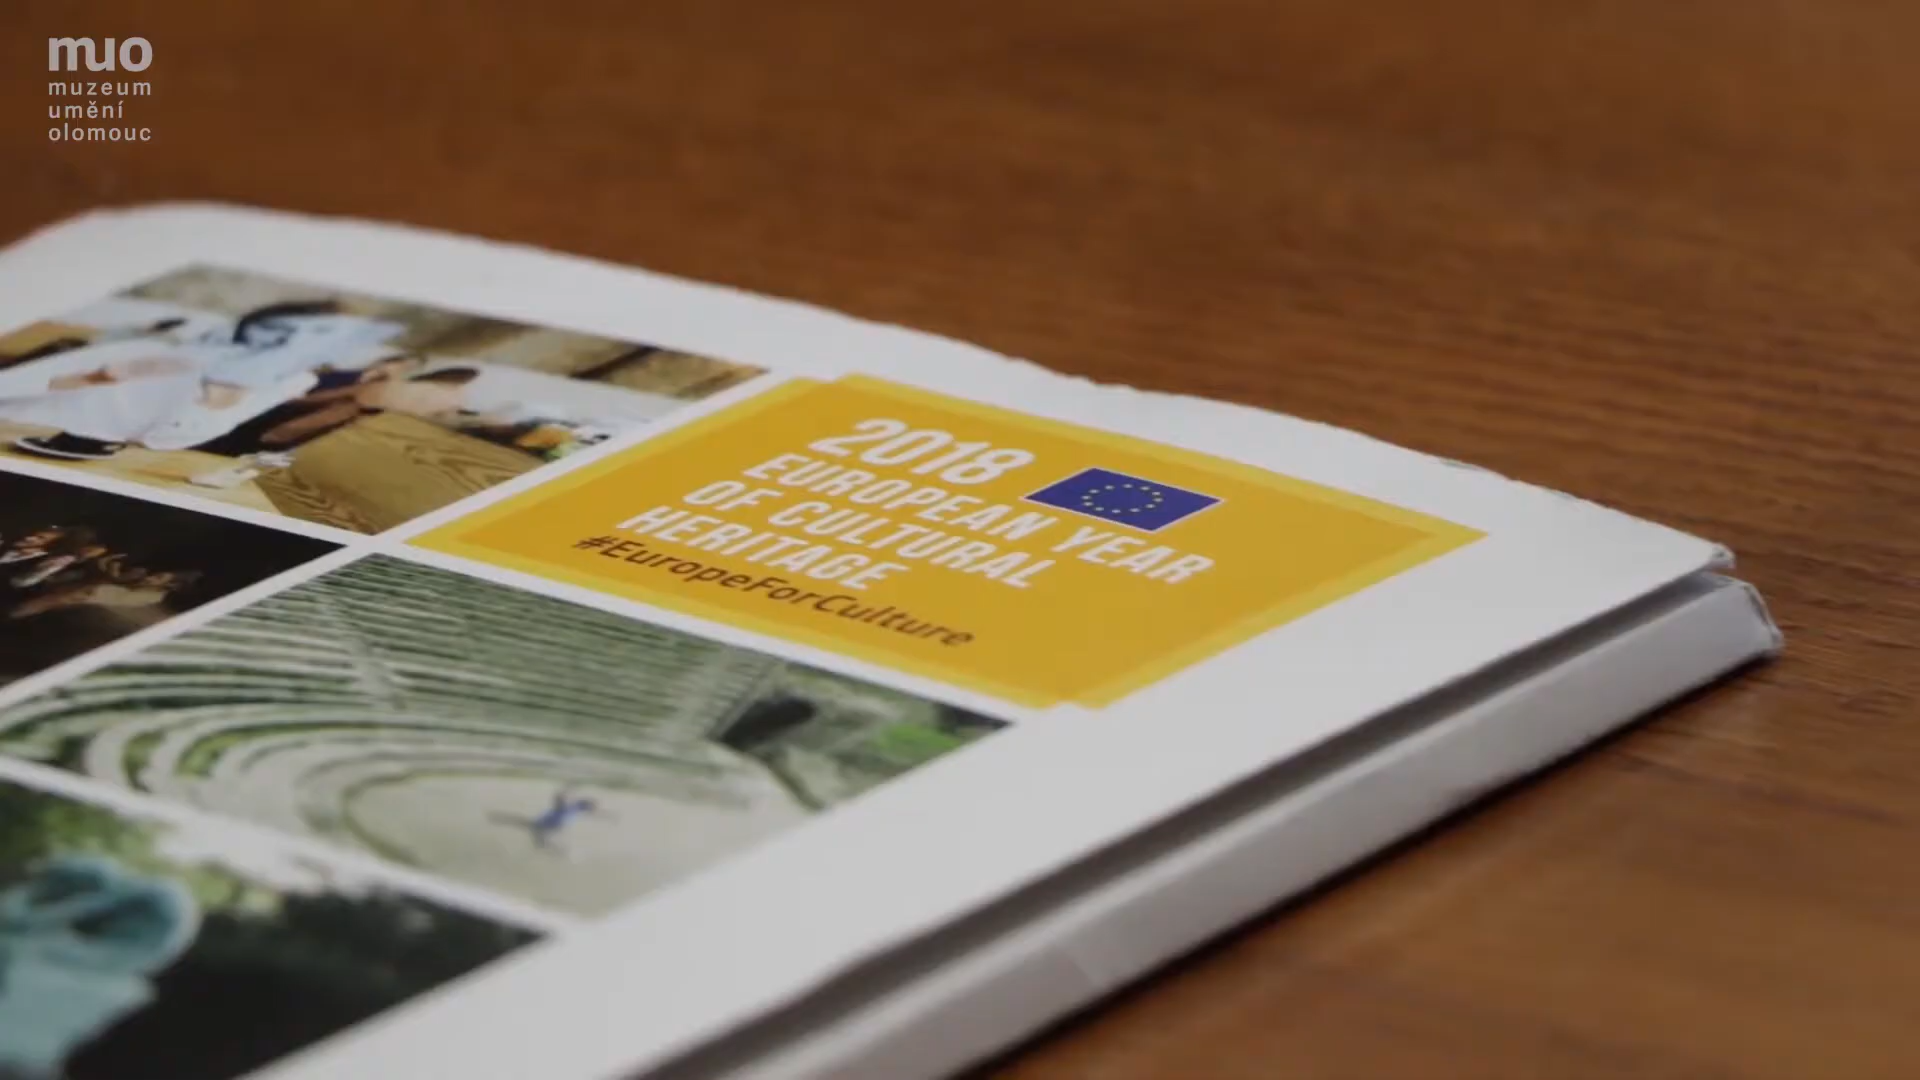 muo
muzeum
umění
olomouc
2018
EUROPEAN YEAR
OF CULTURAL
HERITAGE
#EuropeForCulture